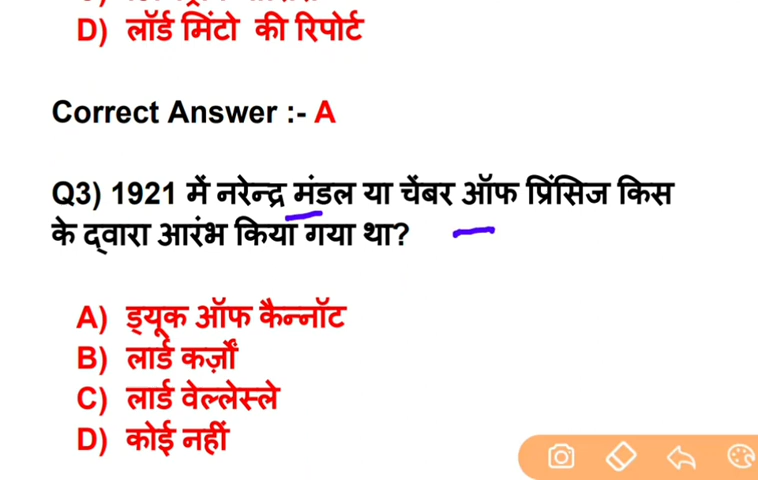 D) लॉर्ड मिंटो की रिपोर्ट
Correct Answer :- A
Q3) 1921 में नरेन्द्र मंडल या चेंबर ऑफ प्रिंसिज किस
के द्वारा आरंभ किया गया था?
A) ड्यूक ऑफ कैन्नॉट
B) लार्ड कर्ज़ों
C) लार्ड वेल्लेस्ले
D) कोई नहीं